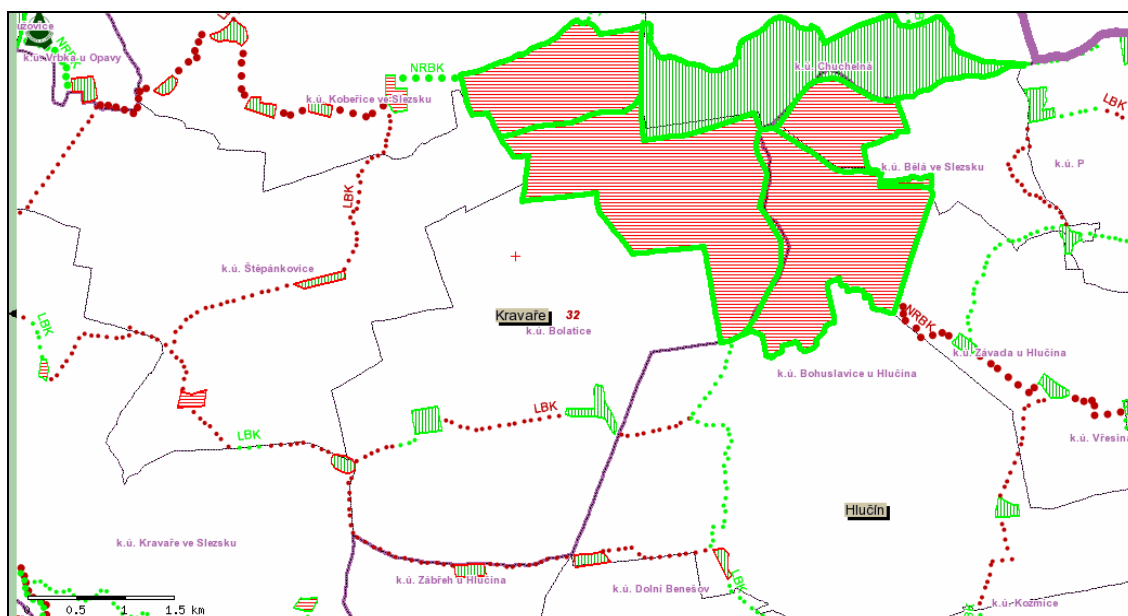 LBK
uzovice
NRBK
k.ú. Vrbka u Opavy
NRBK
k.ú. Chuchelná
k.ú. Kobeřice ve Slezsku
LBK
k.ú. P
k.ú. Bělá ve Slezsku
LBK
k.ú. Štěpánkovice
LBK
Kravaře
32
k.ú. Bolatice
NRBK
k.ú. Závada u Hlučína
k.ú. Bohuslavice u Hlučína
LBK
LBK
k.ú. Vřesina
Hlučín
k.ú. Kravaře ve Slezsku
k.ú. Zábřeh u Hlučína
k.ú. Dolní Benešov
LBK
k.ú. Kozmice
0.5
1
1.5 km